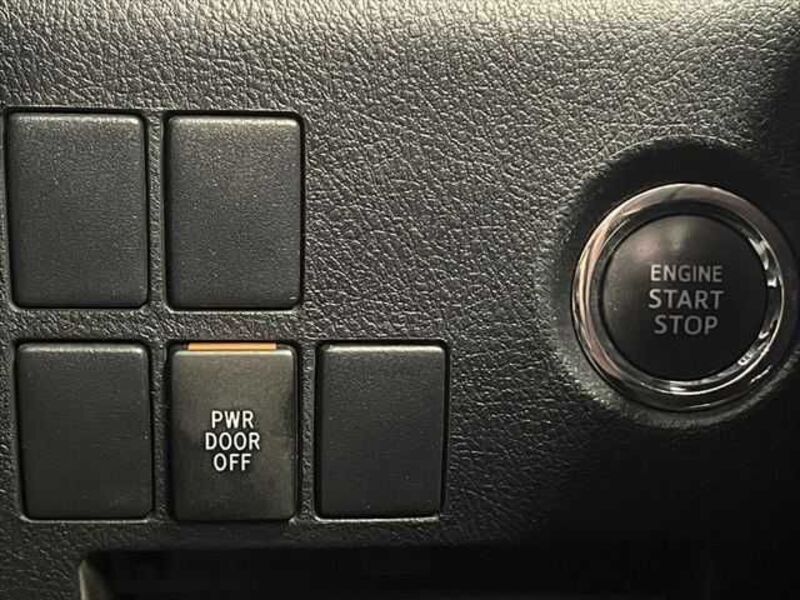 ENGINE
START
STOP
PWR
DOOR
OFF